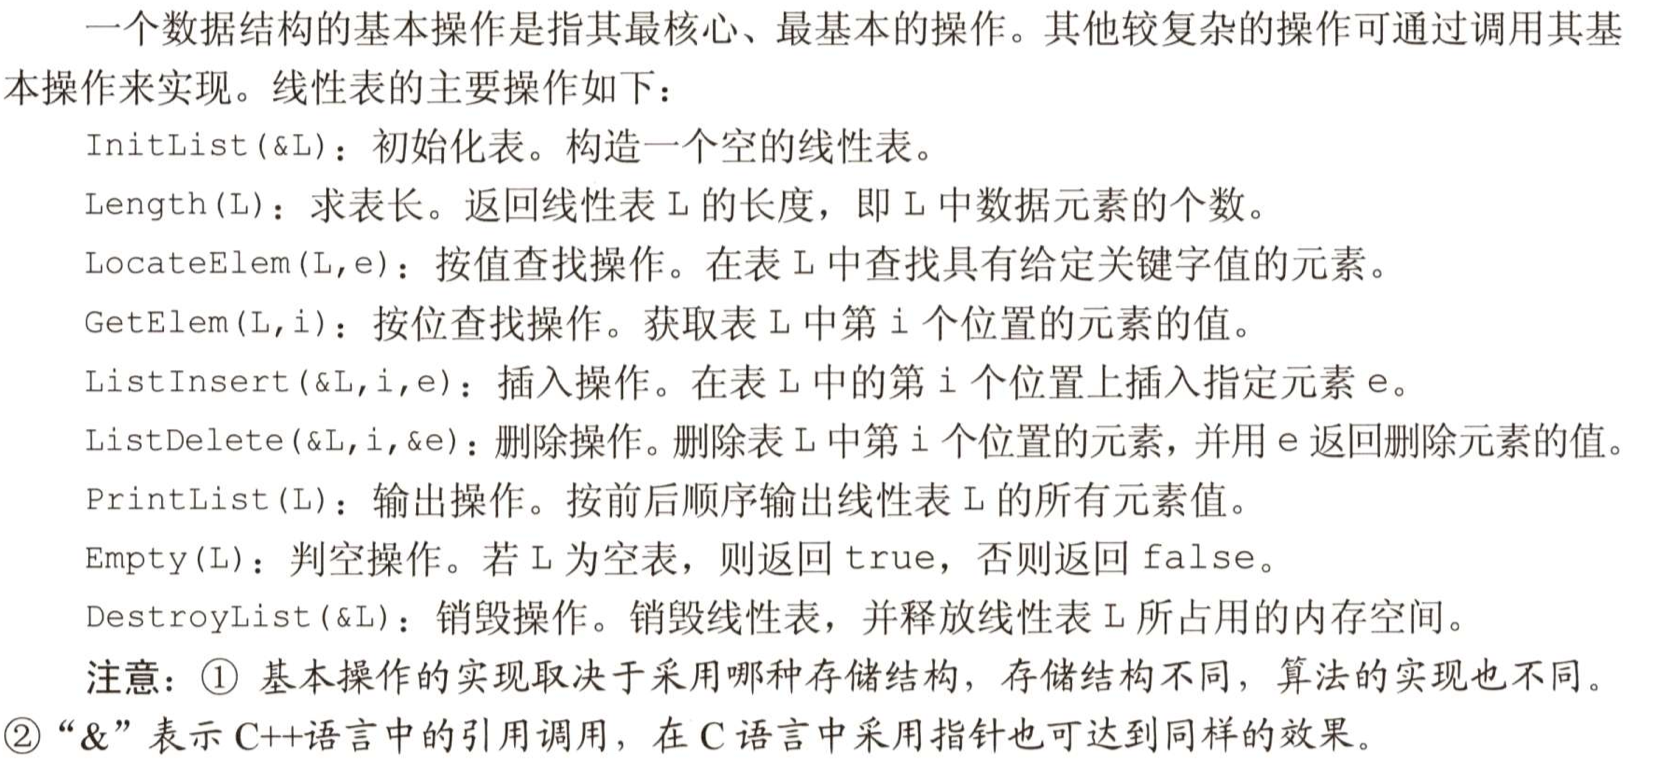 一个数据结构的基本操作是指其最核心、最基本的操作。其他较复杂的操作可通过调用其基
本操作来实现。线性表的主要操作如下：
InitList(&L)：初始化表。构造一个空的线性表。
Length(L)：求表长。返回线性表 L 的长度，即 L 中数据元素的个数。
LocateElem(L,e)：按值查找操作。在表 L 中查找具有给定关键字值的元素。
GetElem(L,i)：按位查找操作。获取表 L 中第 i 个位置的元素的值。
ListInsert(&L,i,e)：插入操作。在表 L 中的第 i 个位置上插入指定元素 e。
ListDelete(&L,i,&e)：删除操作。删除表 L 中第 i 个位置的元素，并用 e 返回删除元素的值。
PrintList(L)：输出操作。按前后顺序输出线性表 L 的所有元素值。
Empty(L)：判空操作。若 L 为空表，则返回 true，否则返回 false。
DestroyList(&L)：销毁操作。销毁线性表，并释放线性表 L 所占用的内存空间。
注意：① 基本操作的实现取决于采用哪种存储结构，存储结构不同，算法的实现也不同。
②“&”表示 C++语言中的引用调用，在 C 语言中采用指针也可达到同样的效果。